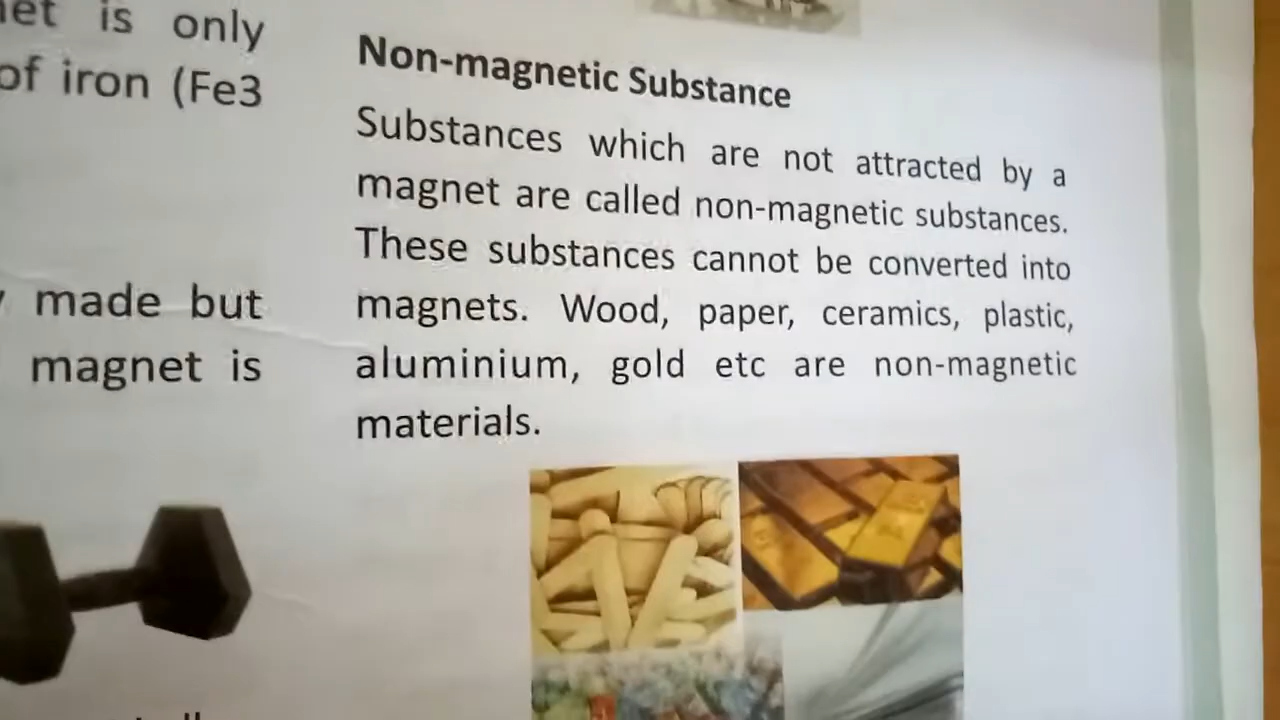 is only
of iron (Fe3
made but
magnet is
Non-magnetic Substance
Substances which are not attracted by a
magnet are called non-magnetic substances.
These substances cannot be converted into
magnets. Wood, paper, ceramics, plastic,
aluminium, gold etc are non-magnetic
materials.